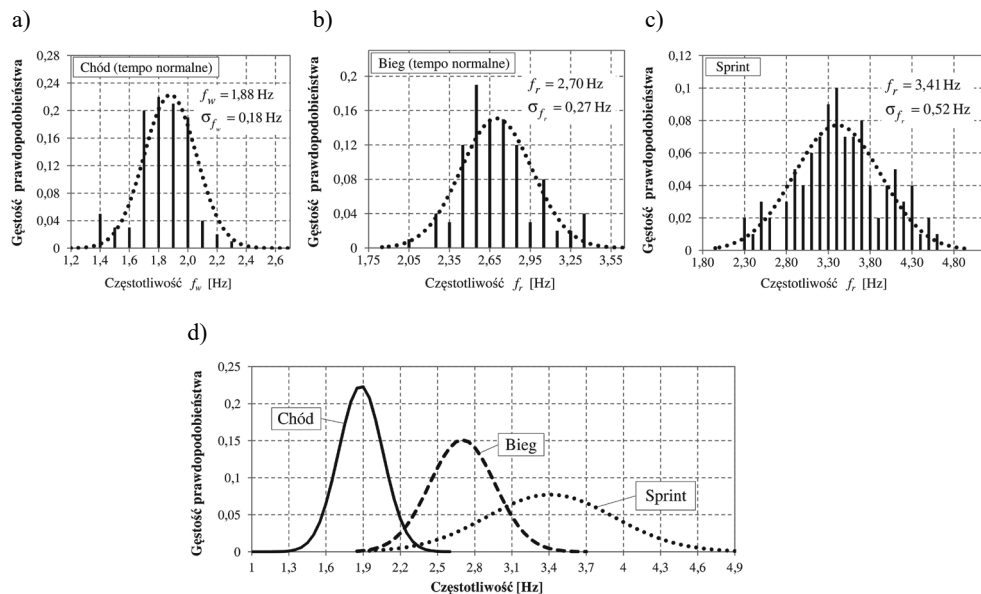 a)
Gęstość prawdopodobieństwa
0,28
0,24
0,2
0,16
0,12
0,08
0,04
0
Chód (tempo normalne)
f_w = 1,88 Hz
σ_{f_w} = 0,18 Hz
1,2 1,4 1,6 1,8 2,0 2,2 2,4 2,6
Częstotliwość f_w [Hz]
b)
Gęstość prawdopodobieństwa
0,2
0,16
0,12
0,08
0,04
0
Bieg (tempo normalne)
f_r = 2,70 Hz
σ_{f_r} = 0,27 Hz
1,75 2,05 2,35 2,65 2,95 3,25 3,55
Częstotliwość f_r [Hz]
c)
Gęstość prawdopodobieństwa
0,12
0,1
0,08
0,06
0,04
0,02
0
Sprint
f_r = 3,41 Hz
σ_{f_r} = 0,52 Hz
1,80 2,30 2,80 3,30 3,80 4,30 4,80
Częstotliwość f_r [Hz]
d)
Gęstość prawdopodobieństwa
0,25
0,2
0,15
0,1
0,05
0
Chód
Bieg
Sprint
1 1,3 1,6 1,9 2,2 2,5 2,8 3,1 3,4 3,7 4 4,3 4,6 4,9
Częstotliwość [Hz]